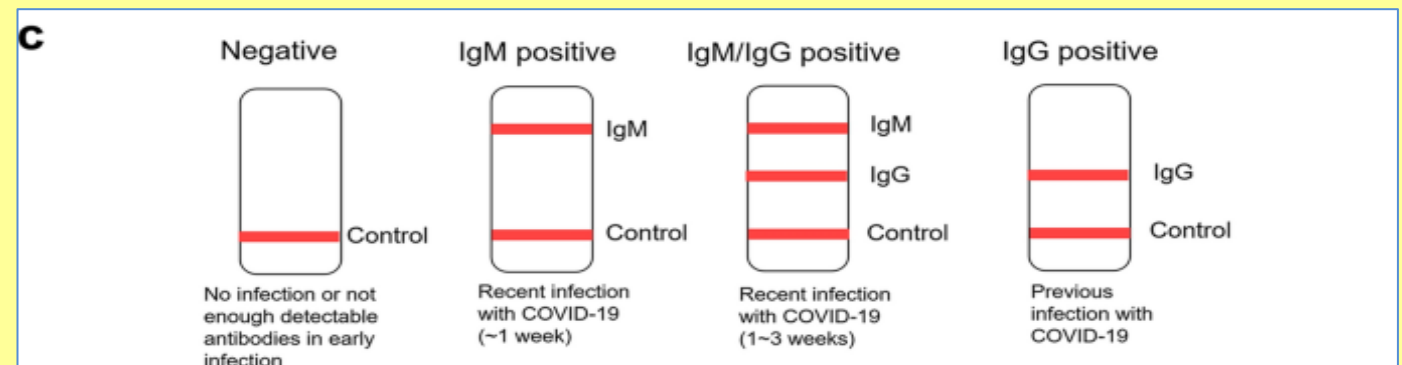 C
Negative
IgM positive
IgM/IgG positive
IgG positive
IgM
IgM
IgG
IgG
Control
Control
Control
Control
No infection or not
enough detectable
antibodies in early
infection
Recent infection
with COVID-19
(~1 week)
Recent infection
with COVID-19
(1~3 weeks)
Previous
infection with
COVID-19